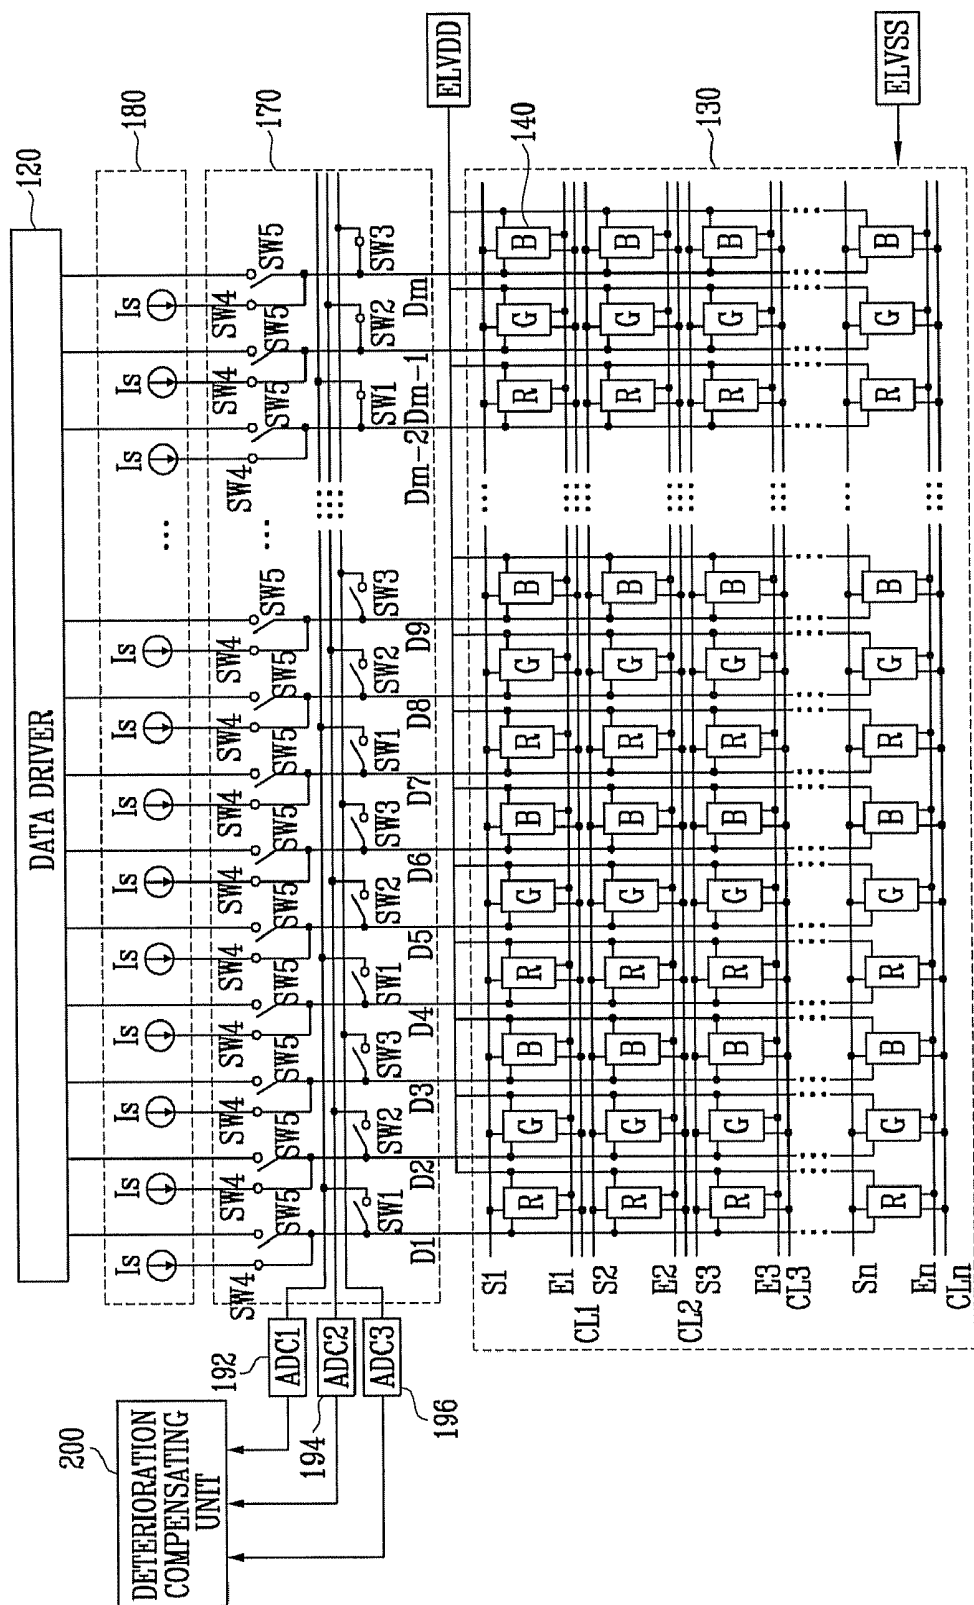 DATA DRIVER
120
180
170
Is Is Is Is Is Is Is Is Is ... Is Is Is
SW4 SW4 SW4 SW4 SW4 SW4 SW4 SW4 SW4 ... SW4 SW4 SW4
SW5 SW5 SW5 SW5 SW5 SW5 SW5 SW5 SW5 SW5 SW5 SW5
SW1 SW2 SW3 SW1 SW2 SW3 SW1 SW2 SW3 SW1 SW2 SW3
D1 D2 D3 D4 D5 D6 D7 D8 D9 Dm-2 Dm-1 Dm
200
DETERIORATION
COMPENSATING
UNIT
192
ADC1
194
ADC2
ADC3
196
ELVDD
140
130
ELVSS
S1
R G B R G B R G B ... R G B
E1
CL1
S2
R G B R G B R G B R G B
E2
CL2
S3
R G B R G B R G B R G B
E3
CL3
Sn
R G B R G B R G B ... R G B
En
CLn